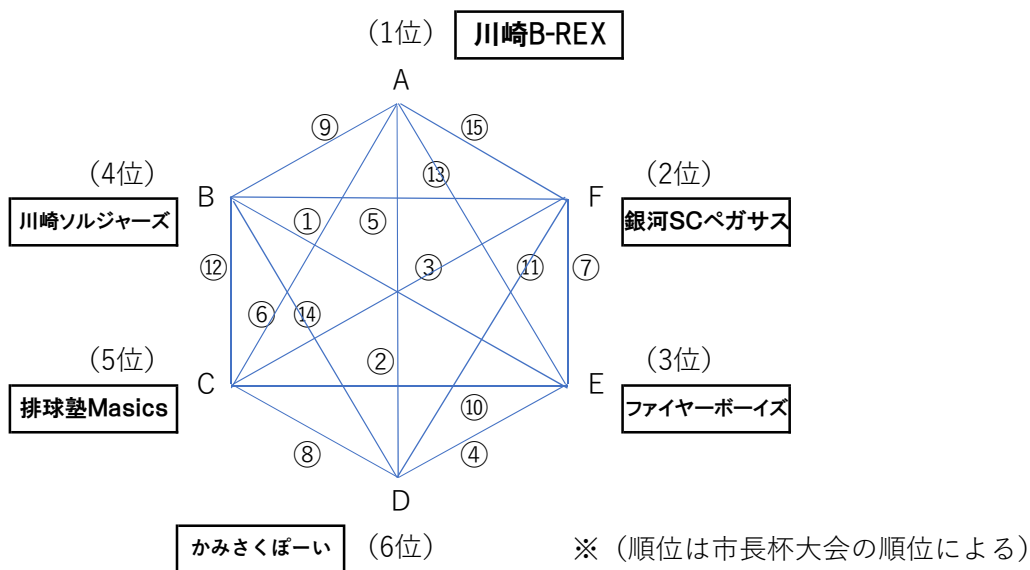 (1位) 川崎B-REX
A
⑨ ⑮
(4位) ⑬ (2位)
B F
川崎ソルジャーズ ① ⑤ 銀河SCペガサス
⑫ ③ ⑪ ⑦
⑥ ⑭
(5位) ② (3位)
C E
排球塾Masics ⑩ ファイヤーボーイズ
⑧ ④
D
かみさくぼーい (6位) ※（順位は市長杯大会の順位による）